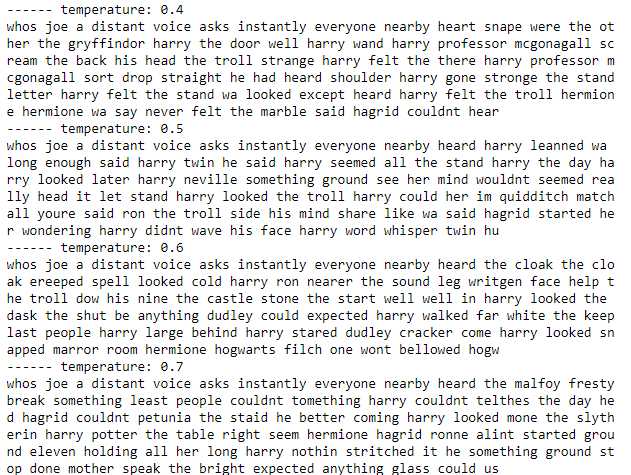 ------ temperature: 0.4
whos joe a distant voice asks instantly everyone nearby heart snape were the ot
her the gryffindor harry the door well harry wand harry professor mcgonagall sc
ream the back his head the troll strange harry felt the there harry professor m
cgonagall sort drop straight he had heard shoulder harry gone stronge the stand
letter harry felt the stand wa looked except heard harry felt the troll hermion
e hermione wa say never felt the marble said hagrid couldnt hear
------ temperature: 0.5
whos joe a distant voice asks instantly everyone nearby heard harry leanned wa
long enough said harry twin he said harry seemed all the stand harry the day ha
rry looked later harry neville something ground see her mind wouldnt seemed rea
lly head it let stand harry looked the troll harry could her im quidditch match
all youre said ron the troll side his mind share like wa said hagrid started he
r wondering harry didnt wave his face harry word whisper twin hu
------ temperature: 0.6
whos joe a distant voice asks instantly everyone nearby heard the cloak the clo
ak ereeped spell looked cold harry ron nearer the sound leg writgen face help t
he troll dow his nine the castle stone the start well well in harry looked the
dask the shut be anything dudley could expected harry walked far white the keep
last people harry large behind harry stared dudley cracker come harry looked sn
apped marror room hermione hogwarts filch one wont bellowed hogw
------ temperature: 0.7
whos joe a distant voice asks instantly everyone nearby heard the malfoy fresty
break something least people couldnt tomething harry couldnt telthes the day he
d hagrid couldnt petunia the staid he better coming harry looked mone the slyth
erin harry potter the table right seem hermione hagrid ronne alint started grou
nd eleven holding all her long harry nothin stritched it he something ground st
op done mother speak the bright expected anything glass could us